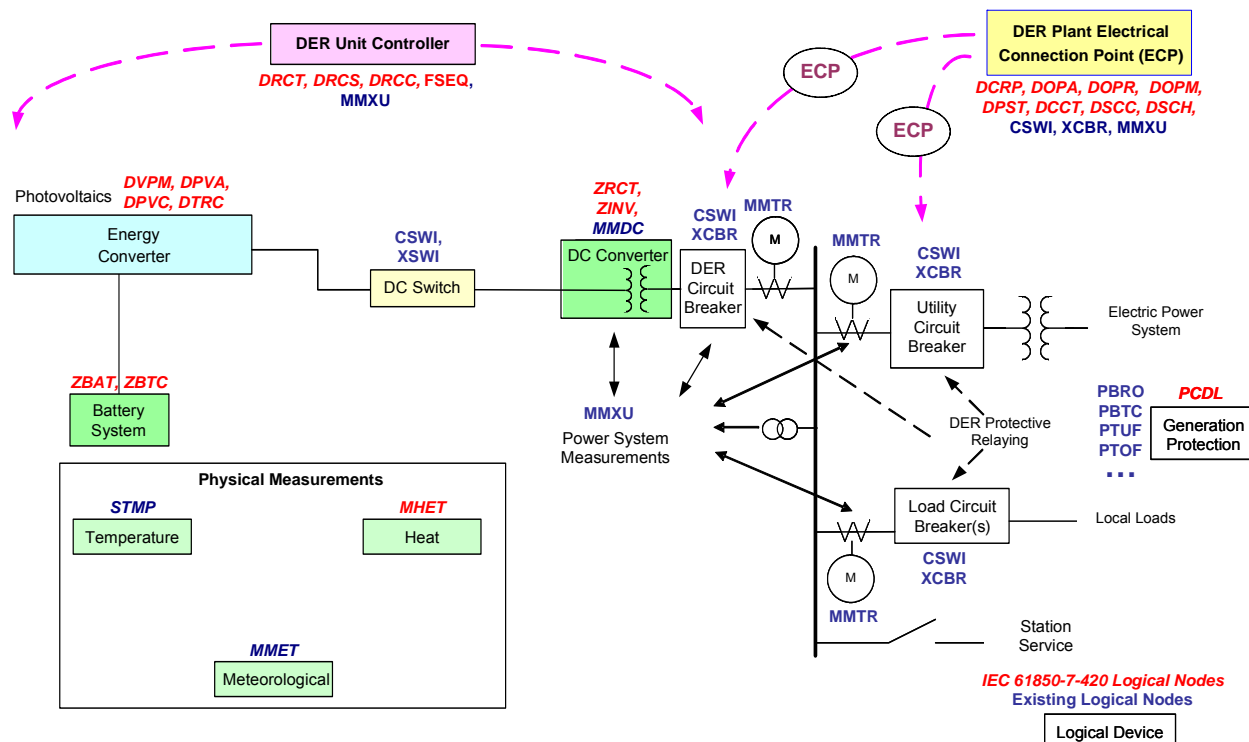 DER Unit Controller
DRCT, DRCS, DRCC, FSEQ,
MMXU
ECP
ECP
DER Plant Electrical
Connection Point (ECP)
DCRP, DOPA, DOPR, DOPM,
DPST, DCCT, DSCC, DSCH,
CSWI, XCBR, MMXU
Photovoltaics
DVPM, DPVA,
DPVC, DTRC
Energy
Converter
CSWI,
XSWI
DC Switch
ZRCT,
ZINV,
MMDC
DC Converter
CSWI
XCBR
DER
Circuit
Breaker
MMTR
M
MMTR
M
CSWI
XCBR
Utility
Circuit
Breaker
Electric Power
System
ZBAT, ZBTC
Battery
System
MMXU
Power System
Measurements
DER Protective
Relaying
PBRO
PBTC
PTUF
PTOF
...
PCDL
Generation
Protection
Load Circuit
Breaker(s)
CSWI
XCBR
Local Loads
M
MMTR
Station
Service
Physical Measurements
STMP
Temperature
MHET
Heat
MMET
Meteorological
IEC 61850-7-420 Logical Nodes
Existing Logical Nodes
Logical Device